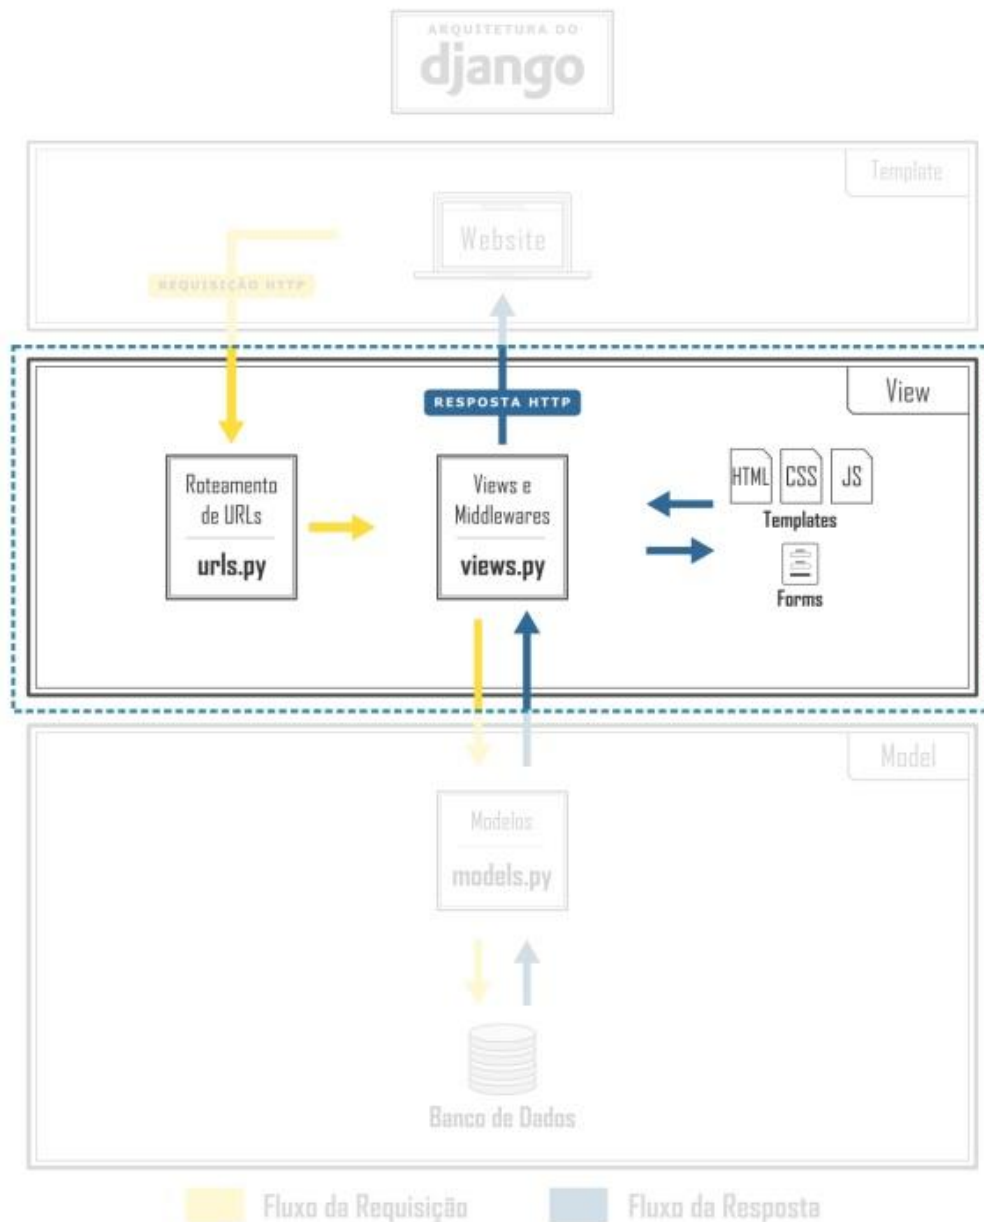 ARQUITETURA DO
django
Template
Website
REQUISIÇÃO HTTP
View
RESPOSTA HTTP
Roteamento
de URLs
urls.py
Views e
Middlewares
views.py
HTML CSS JS
Templates
Forms
Model
Modelos
models.py
Banco de Dados
Fluxo da Requisição
Fluxo da Resposta